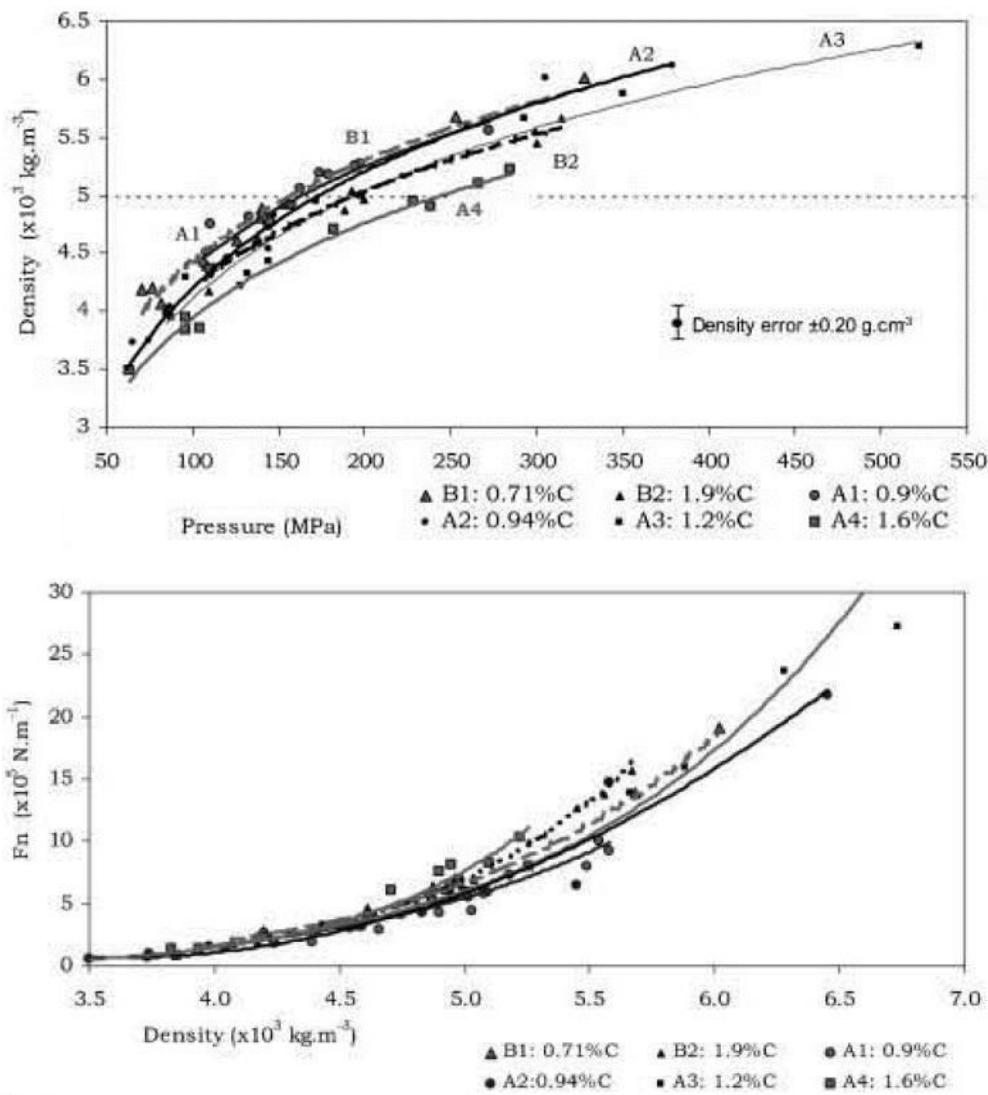 6.5
6
5.5
5
4.5
4
3.5
3
Density (x10³ kg.m⁻³)
A1
B1
A2
A3
B2
A4
Density error ±0.20 g.cm³
50 100 150 200 250 300 350 400 450 500 550
Pressure (MPa)
B1: 0.71%C B2: 1.9%C A1: 0.9%C
A2: 0.94%C A3: 1.2%C A4: 1.6%C
30
25
20
15
10
5
0
Fn (x10⁵ N.m⁻¹)
3.5 4.0 4.5 5.0 5.5 6.0 6.5 7.0
Density (x10³ kg.m⁻³)
B1: 0.71%C B2: 1.9%C A1: 0.9%C
A2:0.94%C A3: 1.2%C A4: 1.6%C